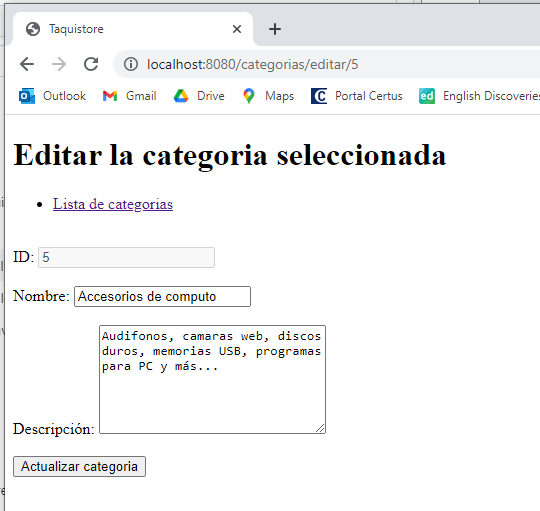 Taquistore
localhost:8080/categorias/editar/5
Outlook Gmail Drive Maps Portal Certus English Discoveries
Editar la categoria seleccionada
Lista de categorias
ID: 5
Nombre: Accesorios de computo
Audifonos, camaras web, discos
duros, memorias USB, programas
para PC y más...
Descripción:
Actualizar categoria